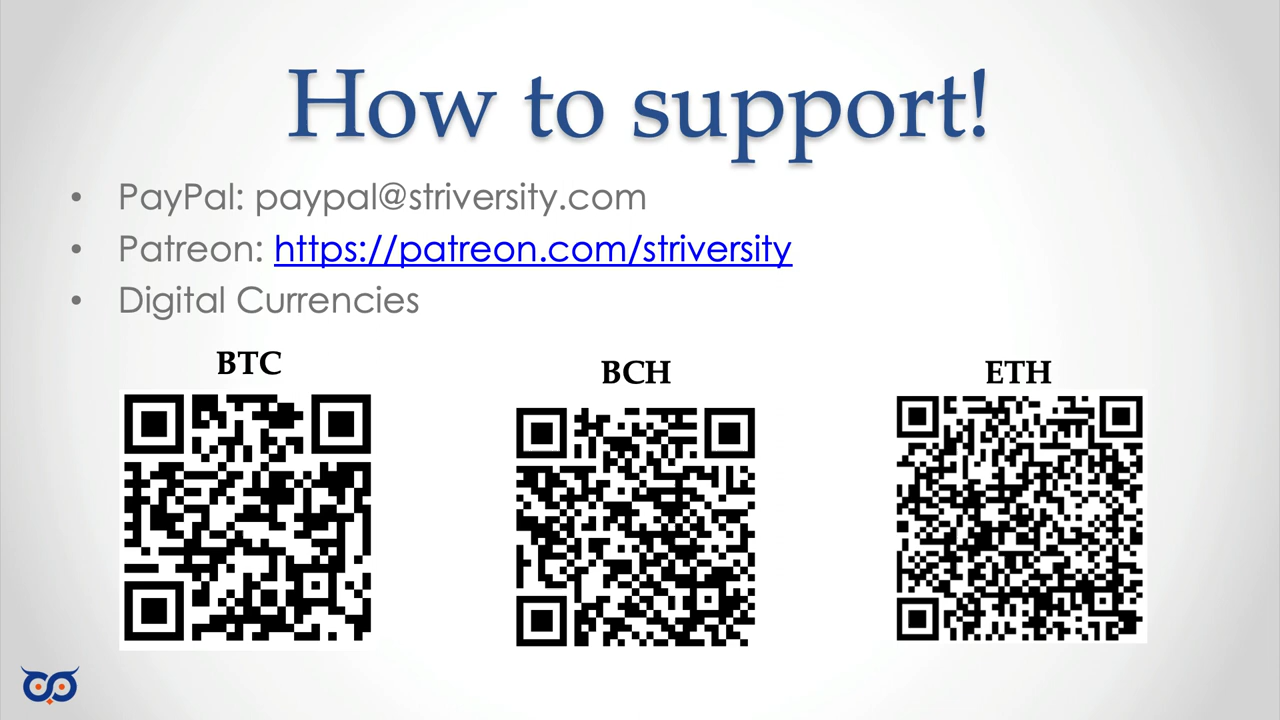 How to support!
• PayPal: paypal@striversity.com
• Patreon: https://patreon.com/striversity
• Digital Currencies
BTC
BCH
ETH